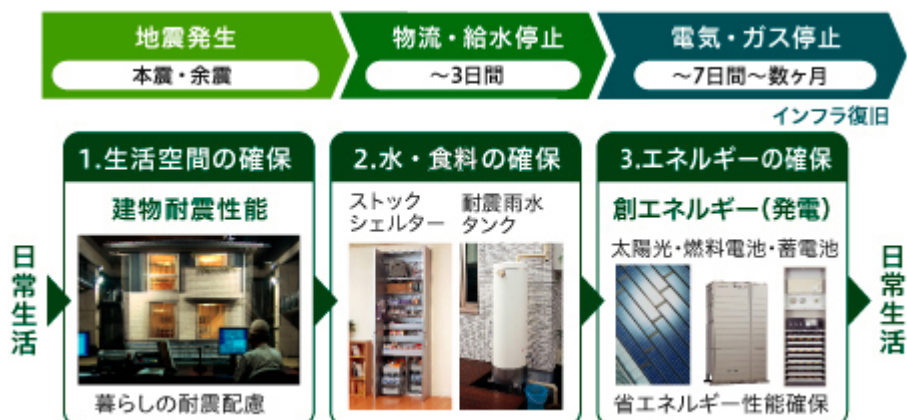 地震発生
本震・余震
物流・給水停止
〜3日間
電気・ガス停止
〜7日間〜数ヶ月
インフラ復旧
日常生活
1.生活空間の確保
建物耐震性能
暮らしの耐震配慮
2.水・食料の確保
ストック
シェルター
耐震雨水
タンク
3.エネルギーの確保
創エネルギー(発電)
太陽光・燃料電池・蓄電池
省エネルギー性能確保
日常生活